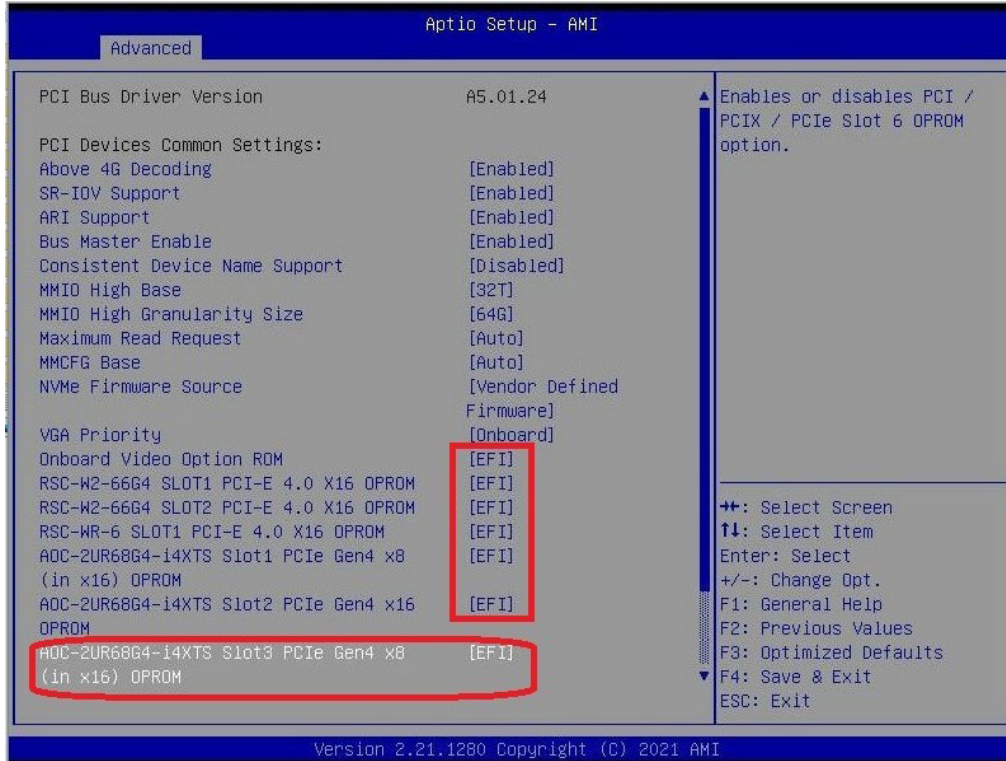 Aptio Setup - AMI
Advanced
PCI Bus Driver Version A5.01.24
PCI Devices Common Settings:
Above 4G Decoding [Enabled]
SR-IOV Support [Enabled]
ARI Support [Enabled]
Bus Master Enable [Enabled]
Consistent Device Name Support [Disabled]
MMIO High Base [32T]
MMIO High Granularity Size [64G]
Maximum Read Request [Auto]
MMCFG Base [Auto]
NVMe Firmware Source [Vendor Defined
Firmware]
VGA Priority [Onboard]
Onboard Video Option ROM [EFI]
RSC-W2-66G4 SLOT1 PCI-E 4.0 X16 OPROM [EFI]
RSC-W2-66G4 SLOT2 PCI-E 4.0 X16 OPROM [EFI]
RSC-WR-6 SLOT1 PCI-E 4.0 X16 OPROM [EFI]
AOC-2UR68G4-i4XTS Slot1 PCIe Gen4 x8 [EFI]
(in x16) OPROM
AOC-2UR68G4-i4XTS Slot2 PCIe Gen4 x16 [EFI]
OPROM
AOC-2UR68G4-i4XTS Slot3 PCIe Gen4 x8 [EFI]
(in x16) OPROM
Enables or disables PCI /
PCIX / PCIe Slot 6 OPROM
option.
→←: Select Screen
↑↓: Select Item
Enter: Select
+/-: Change Opt.
F1: General Help
F2: Previous Values
F3: Optimized Defaults
F4: Save & Exit
ESC: Exit
Version 2.21.1280 Copyright (C) 2021 AMI